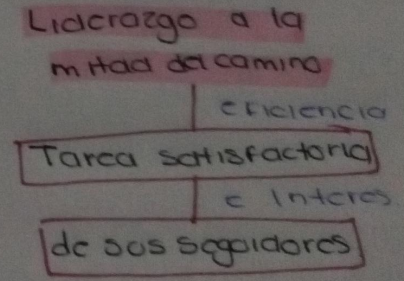 Liderazgo a la
mitad del camino
eficiencia
Tarea satisfactoria
e Interes
de sus seguidores